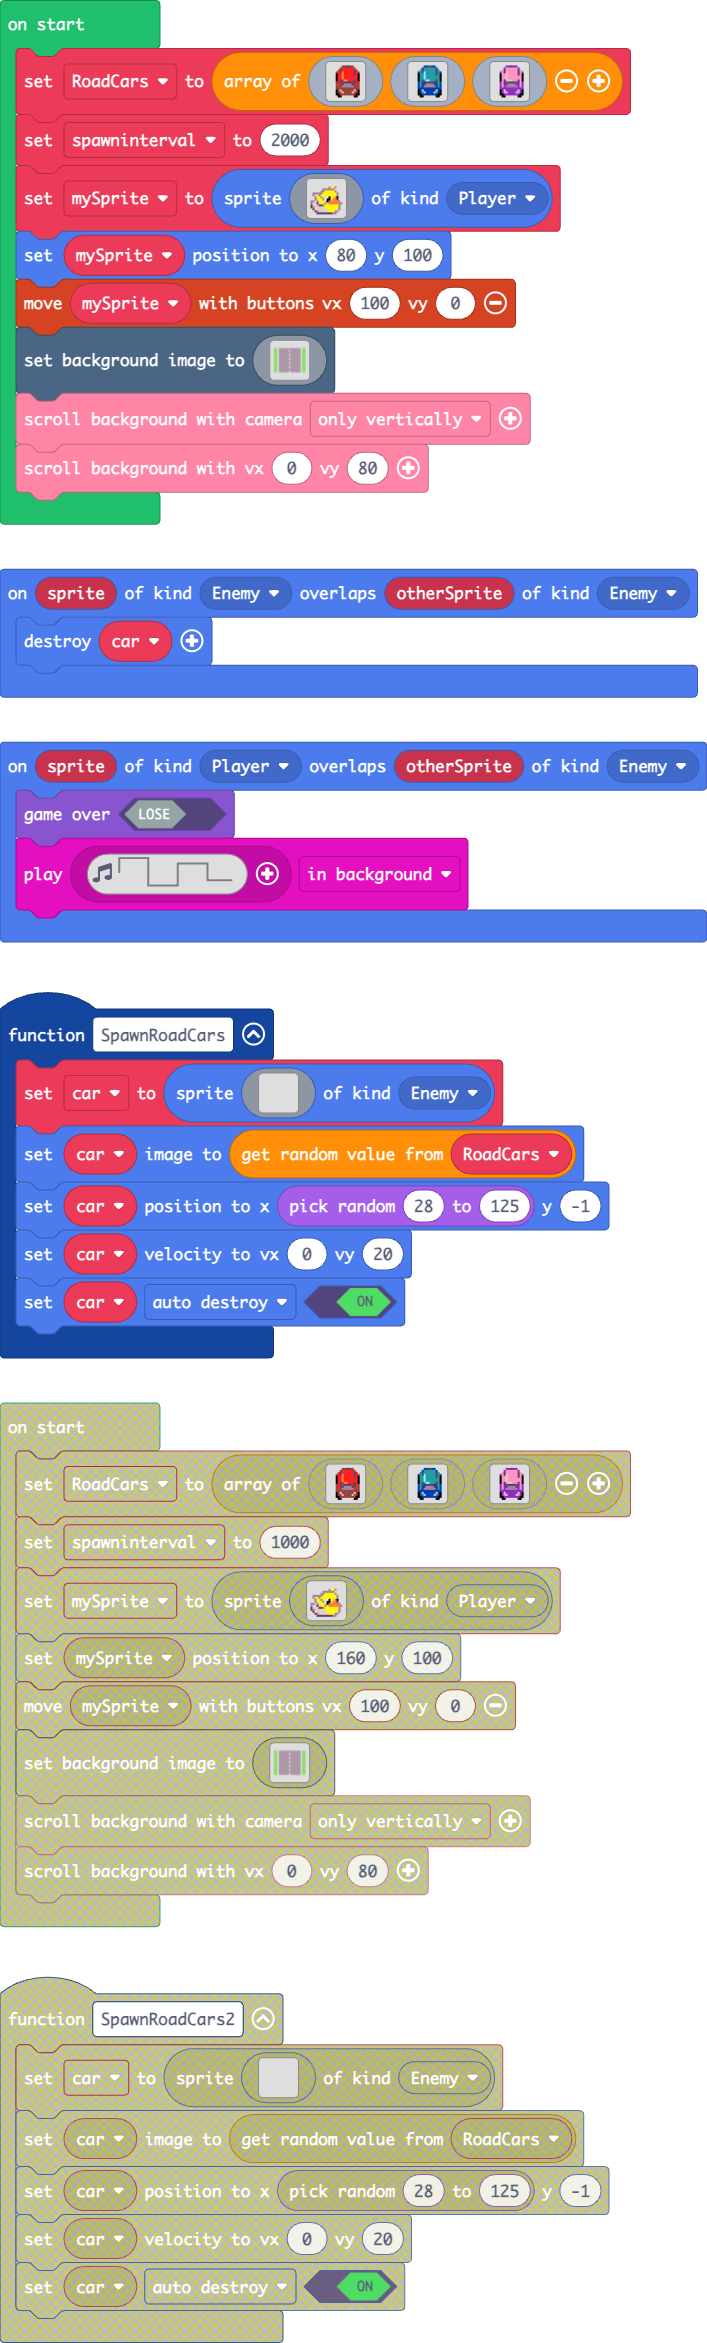 on start
set RoadCars to array of
set spawninterval to 2000
set mySprite to sprite of kind Player
set mySprite position to x 80 y 100
move mySprite with buttons vx 100 vy 0
set background image to
scroll background with camera only vertically
scroll background with vx 0 vy 80
on sprite of kind Enemy overlaps otherSprite of kind Enemy
destroy car
on sprite of kind Player overlaps otherSprite of kind Enemy
game over LOSE
play in background
function SpawnRoadCars
set car to sprite of kind Enemy
set car image to get random value from RoadCars
set car position to x pick random 28 to 125 y -1
set car velocity to vx 0 vy 20
set car auto destroy ON
on start
set RoadCars to array of
set spawninterval to 1000
set mySprite to sprite of kind Player
set mySprite position to x 160 y 100
move mySprite with buttons vx 100 vy 0
set background image to
scroll background with camera only vertically
scroll background with vx 0 vy 80
function SpawnRoadCars2
set car to sprite of kind Enemy
set car image to get random value from RoadCars
set car position to x pick random 28 to 125 y -1
set car velocity to vx 0 vy 20
set car auto destroy ON